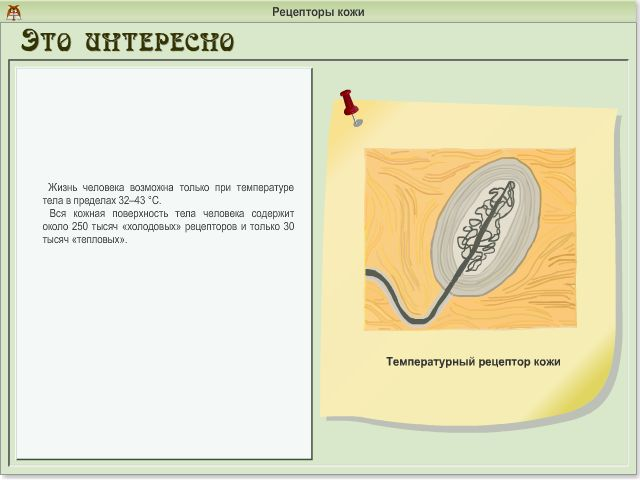 Рецепторы кожи
Это интересно
Жизнь человека возможна только при температуре
тела в пределах 32–43 °С.
Вся кожная поверхность тела человека содержит
около 250 тысяч «холодовых» рецепторов и только 30
тысяч «тепловых».
Температурный рецептор кожи